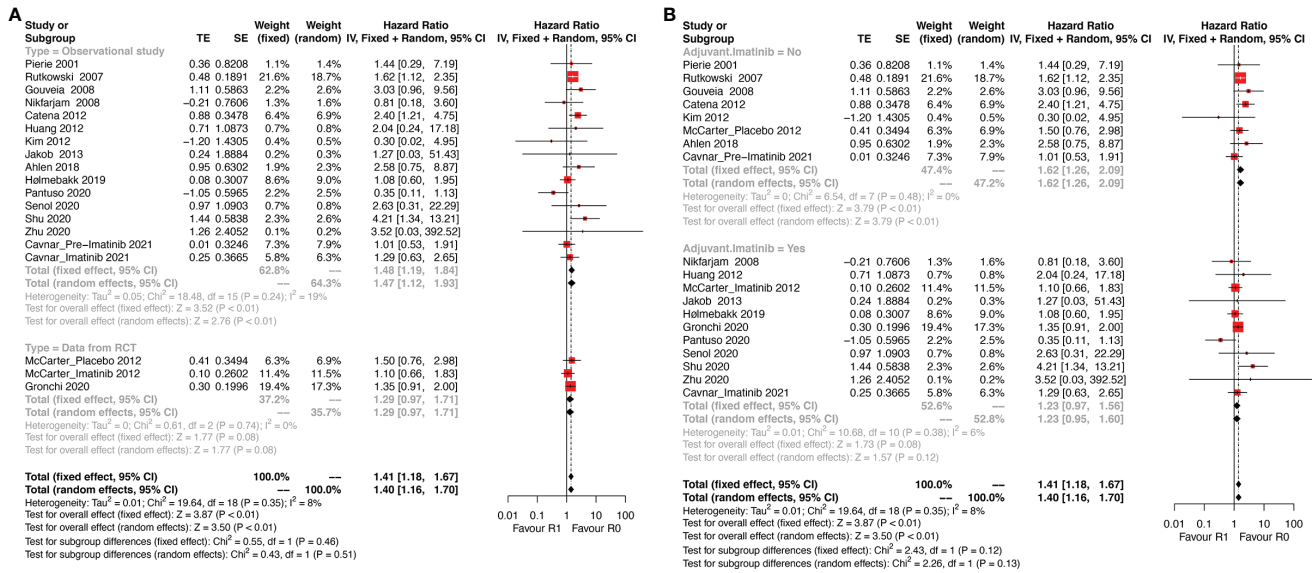 A
Study or Weight Weight Hazard Ratio Hazard Ratio
Subgroup TE SE (fixed) (random) IV, Fixed + Random, 95% CI IV, Fixed + Random, 95% CI
Type = Observational study
Pierie 2001 0.36 0.8208 1.1% 1.4% 1.44 [0.29, 7.19]
Rutkowski 2007 0.48 0.1891 21.6% 18.7% 1.62 [1.12, 2.35]
Gouveia 2008 1.11 0.5863 2.2% 2.6% 3.03 [0.96, 9.56]
Nikfarjam 2008 −0.21 0.7606 1.3% 1.6% 0.81 [0.18, 3.60]
Catena 2012 0.88 0.3478 6.4% 6.9% 2.40 [1.21, 4.75]
Huang 2012 0.71 1.0873 0.7% 0.8% 2.04 [0.24, 17.18]
Kim 2012 −1.20 1.4305 0.4% 0.5% 0.30 [0.02, 4.95]
Jakob 2013 0.24 1.8884 0.2% 0.3% 1.27 [0.03, 51.43]
Ahlen 2018 0.95 0.6302 1.9% 2.3% 2.58 [0.75, 8.87]
Hølmebakk 2019 0.08 0.3007 8.6% 9.0% 1.08 [0.60, 1.95]
Pantuso 2020 −1.05 0.5965 2.2% 2.5% 0.35 [0.11, 1.13]
Senol 2020 0.97 1.0903 0.7% 0.8% 2.63 [0.31, 22.29]
Shu 2020 1.44 0.5838 2.3% 2.6% 4.21 [1.34, 13.21]
Zhu 2020 1.26 2.4052 0.1% 0.2% 3.52 [0.03, 392.52]
Cavnar_Pre−Imatinib 2021 0.01 0.3246 7.3% 7.9% 1.01 [0.53, 1.91]
Cavnar_Imatinib 2021 0.25 0.3665 5.8% 6.3% 1.29 [0.63, 2.65]
Total (fixed effect, 95% CI) 62.8% −− 1.48 [1.19, 1.84]
Total (random effects, 95% CI) −− 64.3% 1.47 [1.12, 1.93]
Heterogeneity: Tau² = 0.05; Chi² = 18.48, df = 15 (P = 0.24); I² = 19%
Test for overall effect (fixed effect): Z = 3.52 (P < 0.01)
Test for overall effect (random effects): Z = 2.76 (P < 0.01)
Type = Data from RCT
McCarter_Placebo 2012 0.41 0.3494 6.3% 6.9% 1.50 [0.76, 2.98]
McCarter_Imatinib 2012 0.10 0.2602 11.4% 11.5% 1.10 [0.66, 1.83]
Gronchi 2020 0.30 0.1996 19.4% 17.3% 1.35 [0.91, 2.00]
Total (fixed effect, 95% CI) 37.2% −− 1.29 [0.97, 1.71]
Total (random effects, 95% CI) −− 35.7% 1.29 [0.97, 1.71]
Heterogeneity: Tau² = 0; Chi² = 0.61, df = 2 (P = 0.74); I² = 0%
Test for overall effect (fixed effect): Z = 1.77 (P = 0.08)
Test for overall effect (random effects): Z = 1.77 (P = 0.08)
Total (fixed effect, 95% CI) 100.0% −− 1.41 [1.18, 1.67]
Total (random effects, 95% CI) −− 100.0% 1.40 [1.16, 1.70]
Heterogeneity: Tau² = 0.01; Chi² = 19.64, df = 18 (P = 0.35); I² = 8%
Test for overall effect (fixed effect): Z = 3.87 (P < 0.01)
Test for overall effect (random effects): Z = 3.50 (P < 0.01)
Test for subgroup differences (fixed effect): Chi² = 0.55, df = 1 (P = 0.46)
Test for subgroup differences (random effects): Chi² = 0.43, df = 1 (P = 0.51)
0.01 0.1 1 10 100
Favour R1 Favour R0
B
Study or Weight Weight Hazard Ratio Hazard Ratio
Subgroup TE SE (fixed) (random) IV, Fixed + Random, 95% CI IV, Fixed + Random, 95% CI
Adjuvant.Imatinib = No
Pierie 2001 0.36 0.8208 1.1% 1.4% 1.44 [0.29, 7.19]
Rutkowski 2007 0.48 0.1891 21.6% 18.7% 1.62 [1.12, 2.35]
Gouveia 2008 1.11 0.5863 2.2% 2.6% 3.03 [0.96, 9.56]
Catena 2012 0.88 0.3478 6.4% 6.9% 2.40 [1.21, 4.75]
Kim 2012 −1.20 1.4305 0.4% 0.5% 0.30 [0.02, 4.95]
McCarter_Placebo 2012 0.41 0.3494 6.3% 6.9% 1.50 [0.76, 2.98]
Ahlen 2018 0.95 0.6302 1.9% 2.3% 2.58 [0.75, 8.87]
Cavnar_Pre−Imatinib 2021 0.01 0.3246 7.3% 7.9% 1.01 [0.53, 1.91]
Total (fixed effect, 95% CI) 47.4% −− 1.62 [1.26, 2.09]
Total (random effects, 95% CI) −− 47.2% 1.62 [1.26, 2.09]
Heterogeneity: Tau² = 0; Chi² = 6.54, df = 7 (P = 0.48); I² = 0%
Test for overall effect (fixed effect): Z = 3.79 (P < 0.01)
Test for overall effect (random effects): Z = 3.79 (P < 0.01)
Adjuvant.Imatinib = Yes
Nikfarjam 2008 −0.21 0.7606 1.3% 1.6% 0.81 [0.18, 3.60]
Huang 2012 0.71 1.0873 0.7% 0.8% 2.04 [0.24, 17.18]
McCarter_Imatinib 2012 0.10 0.2602 11.4% 11.5% 1.10 [0.66, 1.83]
Jakob 2013 0.24 1.8884 0.2% 0.3% 1.27 [0.03, 51.43]
Hølmebakk 2019 0.08 0.3007 8.6% 9.0% 1.08 [0.60, 1.95]
Gronchi 2020 0.30 0.1996 19.4% 17.3% 1.35 [0.91, 2.00]
Pantuso 2020 −1.05 0.5965 2.2% 2.5% 0.35 [0.11, 1.13]
Senol 2020 0.97 1.0903 0.7% 0.8% 2.63 [0.31, 22.29]
Shu 2020 1.44 0.5838 2.3% 2.6% 4.21 [1.34, 13.21]
Zhu 2020 1.26 2.4052 0.1% 0.2% 3.52 [0.03, 392.52]
Cavnar_Imatinib 2021 0.25 0.3665 5.8% 6.3% 1.29 [0.63, 2.65]
Total (fixed effect, 95% CI) 52.6% −− 1.23 [0.97, 1.56]
Total (random effects, 95% CI) −− 52.8% 1.23 [0.95, 1.60]
Heterogeneity: Tau² = 0.01; Chi² = 10.68, df = 10 (P = 0.38); I² = 6%
Test for overall effect (fixed effect): Z = 1.73 (P = 0.08)
Test for overall effect (random effects): Z = 1.57 (P = 0.12)
Total (fixed effect, 95% CI) 100.0% −− 1.41 [1.18, 1.67]
Total (random effects, 95% CI) −− 100.0% 1.40 [1.16, 1.70]
Heterogeneity: Tau² = 0.01; Chi² = 19.64, df = 18 (P = 0.35); I² = 8%
Test for overall effect (fixed effect): Z = 3.87 (P < 0.01)
Test for overall effect (random effects): Z = 3.50 (P < 0.01)
Test for subgroup differences (fixed effect): Chi² = 2.43, df = 1 (P = 0.12)
Test for subgroup differences (random effects): Chi² = 2.26, df = 1 (P = 0.13)
0.01 0.1 1 10 100
Favour R1 Favour R0